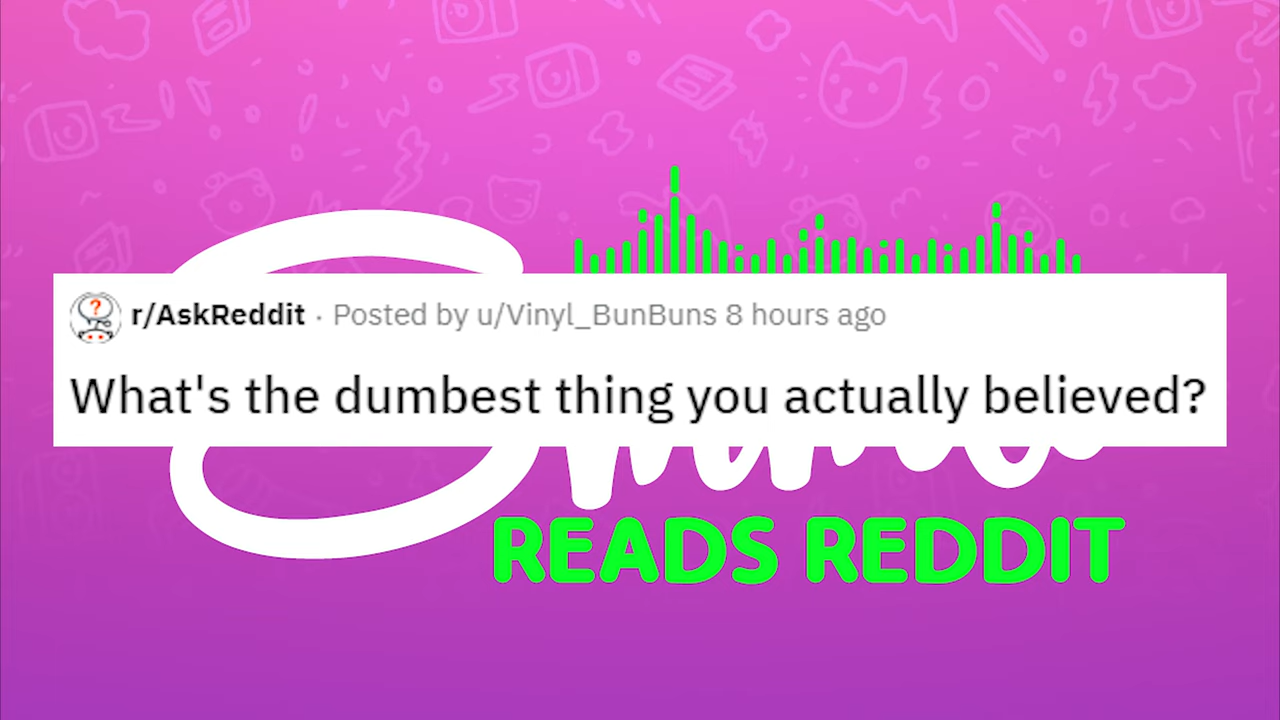 r/AskReddit · Posted by u/Vinyl_BunBuns 8 hours ago
What's the dumbest thing you actually believed?
READS REDDIT